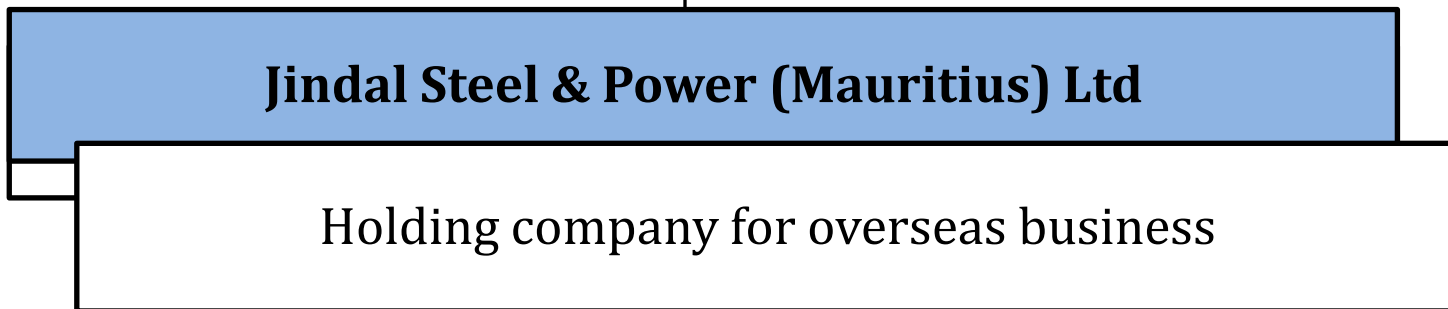 Jindal Steel & Power (Mauritius) Ltd
Holding company for overseas business